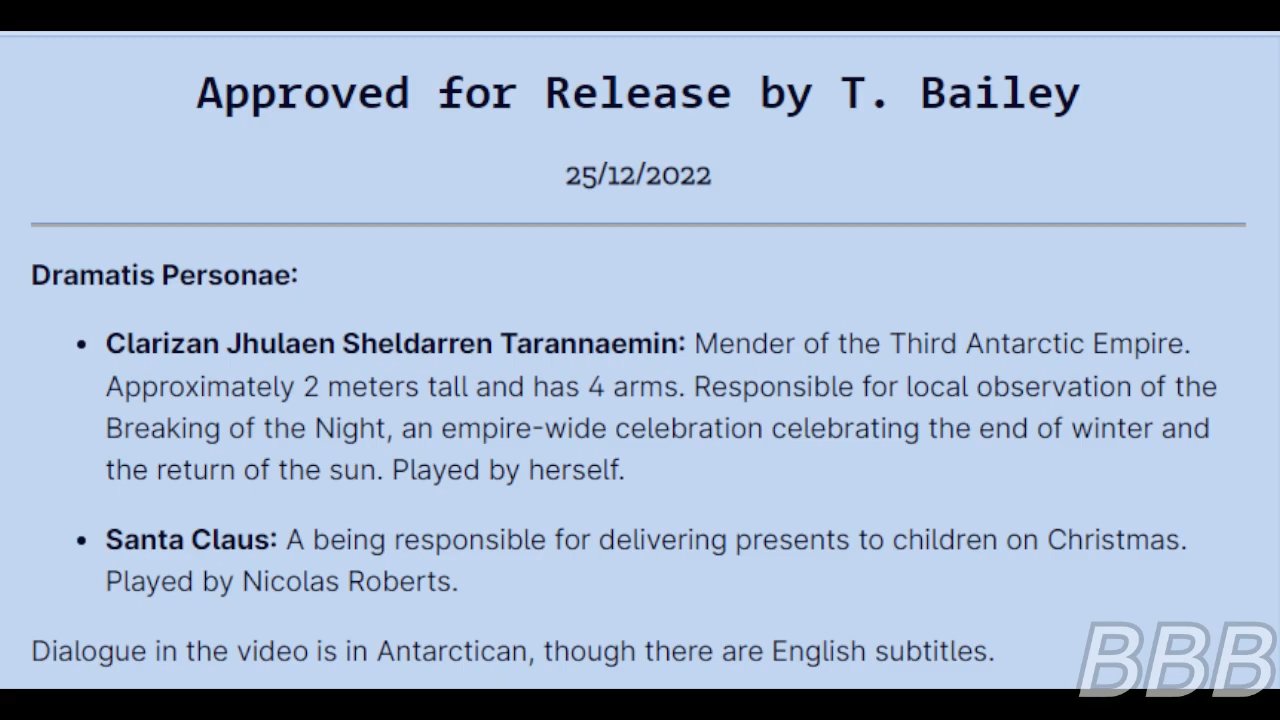 Approved for Release by T. Bailey
25/12/2022
Dramatis Personae:
• Clarizan Jhulaen Sheldarren Tarannaemin: Mender of the Third Antarctic Empire.
Approximately 2 meters tall and has 4 arms. Responsible for local observation of the
Breaking of the Night, an empire-wide celebration celebrating the end of winter and
the return of the sun. Played by herself.
• Santa Claus: A being responsible for delivering presents to children on Christmas.
Played by Nicolas Roberts.
Dialogue in the video is in Antarctican, though there are English subtitles.
BBB